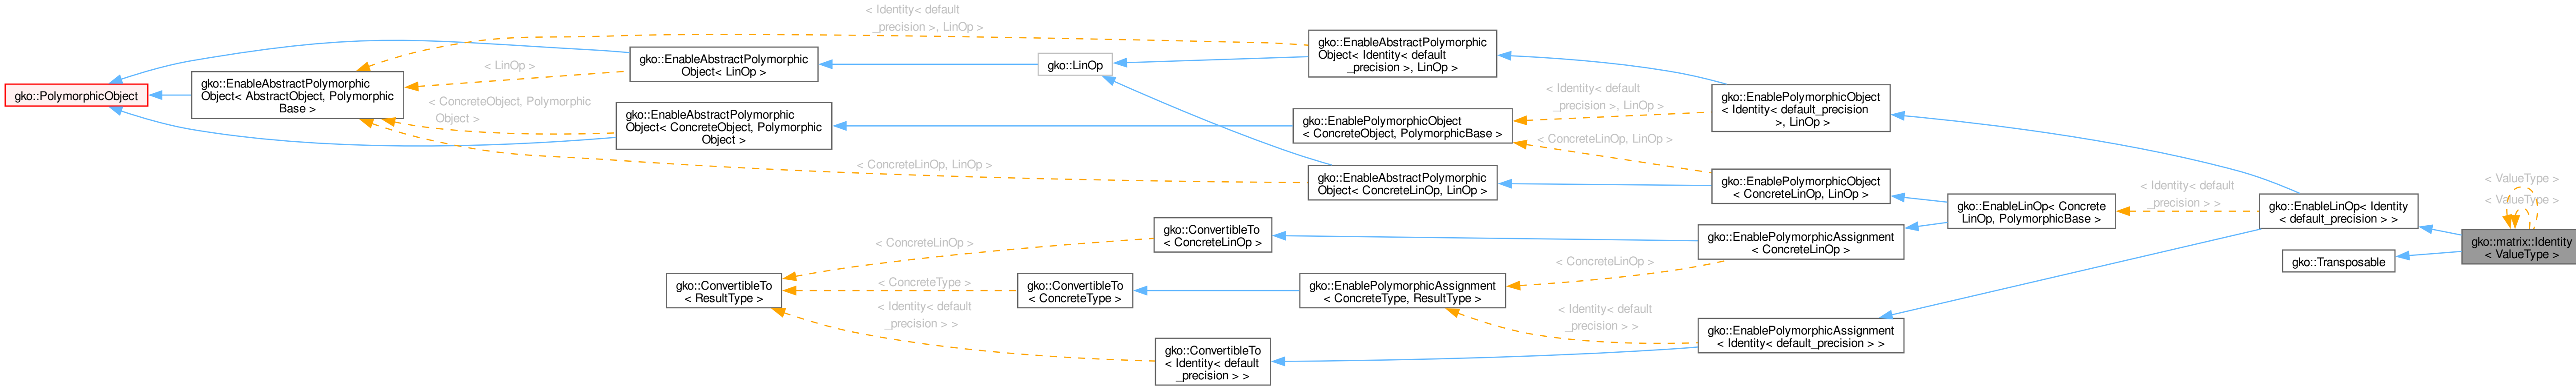 gko::PolymorphicObject
gko::EnableAbstractPolymorphic
Object< AbstractObject, Polymorphic
Base >
< Identity< default
_precision >, LinOp >
< LinOp >
< ConcreteObject, Polymorphic
Object >
gko::EnableAbstractPolymorphic
Object< LinOp >
gko::EnableAbstractPolymorphic
Object< ConcreteObject, Polymorphic
Object >
< ConcreteLinOp, LinOp >
gko::LinOp
gko::EnableAbstractPolymorphic
Object< Identity< default
_precision >, LinOp >
gko::EnablePolymorphicObject
< ConcreteObject, PolymorphicBase >
gko::EnableAbstractPolymorphic
Object< ConcreteLinOp, LinOp >
< Identity< default
_precision >, LinOp >
< ConcreteLinOp, LinOp >
gko::EnablePolymorphicObject
< Identity< default_precision
>, LinOp >
gko::EnablePolymorphicObject
< ConcreteLinOp, LinOp >
gko::ConvertibleTo
< ResultType >
< ConcreteLinOp >
< ConcreteType >
< Identity< default
_precision > >
gko::ConvertibleTo
< ConcreteLinOp >
gko::ConvertibleTo
< ConcreteType >
gko::ConvertibleTo
< Identity< default
_precision > >
gko::EnablePolymorphicAssignment
< ConcreteType, ResultType >
< ConcreteLinOp >
< Identity< default
_precision > >
gko::EnablePolymorphicAssignment
< ConcreteLinOp >
gko::EnablePolymorphicAssignment
< Identity< default_precision > >
gko::EnableLinOp< Concrete
LinOp, PolymorphicBase >
< Identity< default
_precision > >
gko::EnableLinOp< Identity
< default_precision > >
gko::Transposable
< ValueType >
< ValueType >
gko::matrix::Identity
< ValueType >